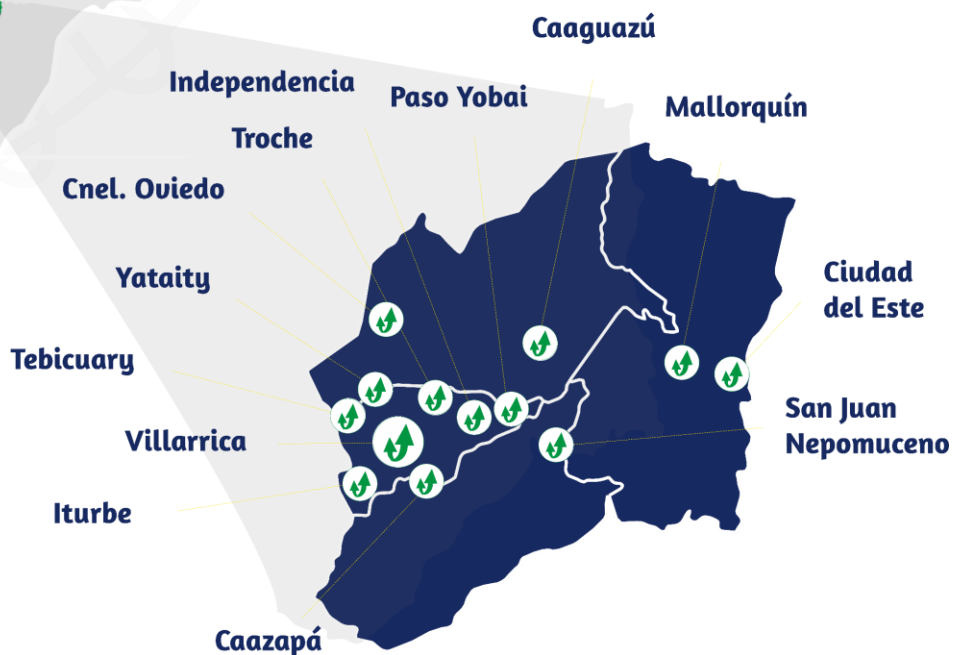 Caaguazú
Independencia
Paso Yobai
Mallorquín
Troche
Cnel. Oviedo
Yataity
Ciudad
del Este
Tebicuary
San Juan
Nepomuceno
Villarrica
Iturbe
Caazapá